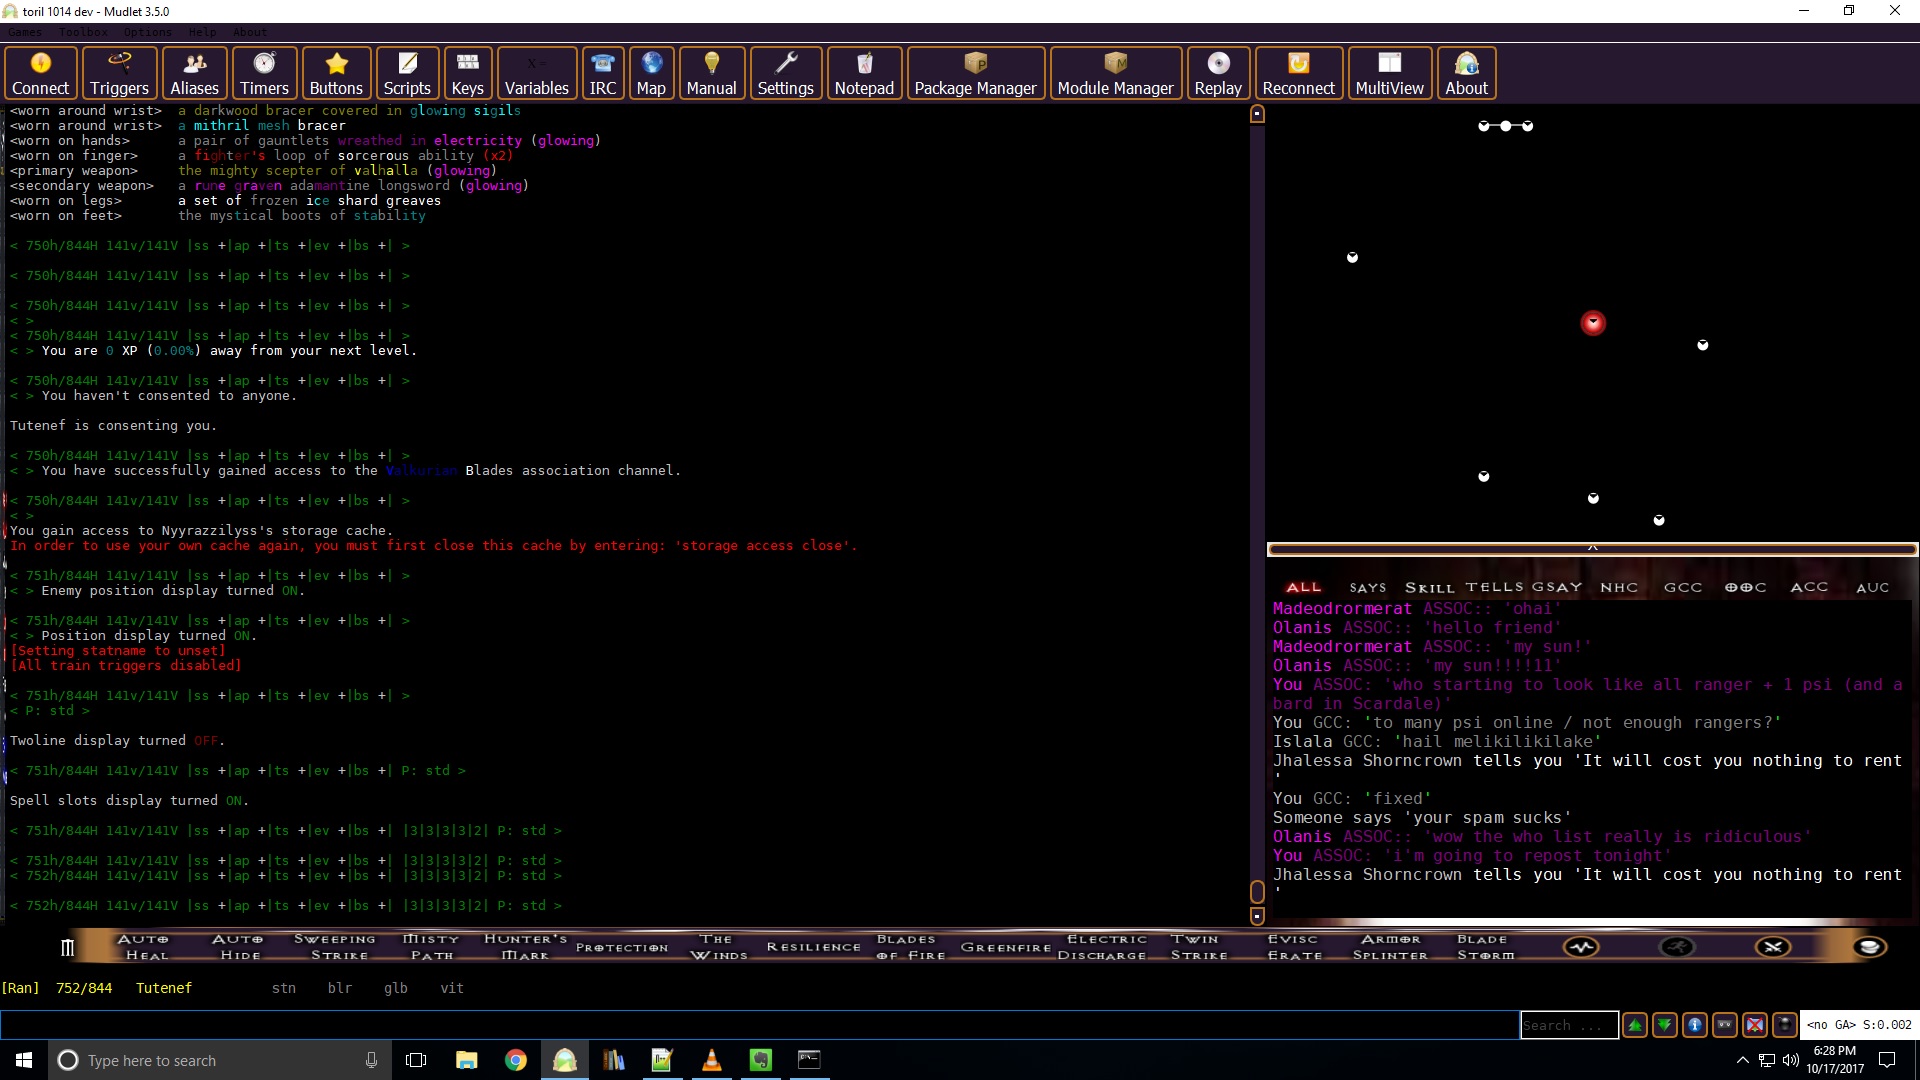 toril 1014 dev - Mudlet 3.5.0
Games Toolbox Options Help About
Connect Triggers Aliases Timers Buttons Scripts Keys Variables IRC Map Manual Settings Notepad Package Manager Module Manager Replay Reconnect MultiView About
<worn around wrist> a darkwood bracer covered in glowing sigils
<worn around wrist> a mithril mesh bracer
<worn on hands> a pair of gauntlets wreathed in electricity (glowing)
<worn on finger> a fighter's loop of sorcerous ability (x2)
<primary weapon> the mighty scepter of valhalla (glowing)
<secondary weapon> a rune graven adamantine longsword (glowing)
<worn on legs> a set of frozen ice shard greaves
<worn on feet> the mystical boots of stability
< 750h/844H 141v/141V |ss +|ap +|ts +|ev +|bs +| >
< 750h/844H 141v/141V |ss +|ap +|ts +|ev +|bs +| >
< 750h/844H 141v/141V |ss +|ap +|ts +|ev +|bs +| >
< >
< 750h/844H 141v/141V |ss +|ap +|ts +|ev +|bs +| >
< > You are 0 XP (0.00%) away from your next level.
< 750h/844H 141v/141V |ss +|ap +|ts +|ev +|bs +| >
< > You haven't consented to anyone.
Tutenef is consenting you.
< 750h/844H 141v/141V |ss +|ap +|ts +|ev +|bs +| >
< > You have successfully gained access to the Valkurian Blades association channel.
< 750h/844H 141v/141V |ss +|ap +|ts +|ev +|bs +| >
< >
You gain access to Nyyrazzilyss's storage cache.
In order to use your own cache again, you must first close this cache by entering: 'storage access close'.
< 751h/844H 141v/141V |ss +|ap +|ts +|ev +|bs +| >
< > Enemy position display turned ON.
< 751h/844H 141v/141V |ss +|ap +|ts +|ev +|bs +| >
< > Position display turned ON.
[Setting statname to unset]
[All train triggers disabled]
< 751h/844H 141v/141V |ss +|ap +|ts +|ev +|bs +| >
< P: std >
Twoline display turned OFF.
< 751h/844H 141v/141V |ss +|ap +|ts +|ev +|bs +| P: std >
Spell slots display turned ON.
< 751h/844H 141v/141V |ss +|ap +|ts +|ev +|bs +| |3|3|3|3|2| P: std >
< 751h/844H 141v/141V |ss +|ap +|ts +|ev +|bs +| |3|3|3|3|2| P: std >
< 752h/844H 141v/141V |ss +|ap +|ts +|ev +|bs +| |3|3|3|3|2| P: std >
< 752h/844H 141v/141V |ss +|ap +|ts +|ev +|bs +| |3|3|3|3|2| P: std >
ALL SAYS SKILL TELLS GSAY NHC GCC OOC ACC AUC
Madeodrormerat ASSOC:: 'ohai'
Olanis ASSOC:: 'hello friend'
Madeodrormerat ASSOC:: 'my sun!'
Olanis ASSOC:: 'my sun!!!!11'
You ASSOC: 'who starting to look like all ranger + 1 psi (and a
bard in Scardale)'
You GCC: 'to many psi online / not enough rangers?'
Islala GCC: 'hail melikilikilake'
Jhalessa Shorncrown tells you 'It will cost you nothing to rent
'
You GCC: 'fixed'
Someone says 'your spam sucks'
Olanis ASSOC:: 'wow the who list really is ridiculous'
You ASSOC: 'i'm going to repost tonight'
Jhalessa Shorncrown tells you 'It will cost you nothing to rent
'
AUTO HEAL AUTO HIDE SWEEPING STRIKE MISTY PATH HUNTER'S MARK PROTECTION THE WINDS RESILIENCE BLADES OF FIRE GREENFIRE ELECTRIC DISCHARGE TWIN STRIKE EVISC ERATE ARMOR SPLINTER BLADE STORM
[Ran] 752/844 Tutenef stn blr glb vit
Search ... <no GA> S:0.002
Type here to search
6:28 PM
10/17/2017